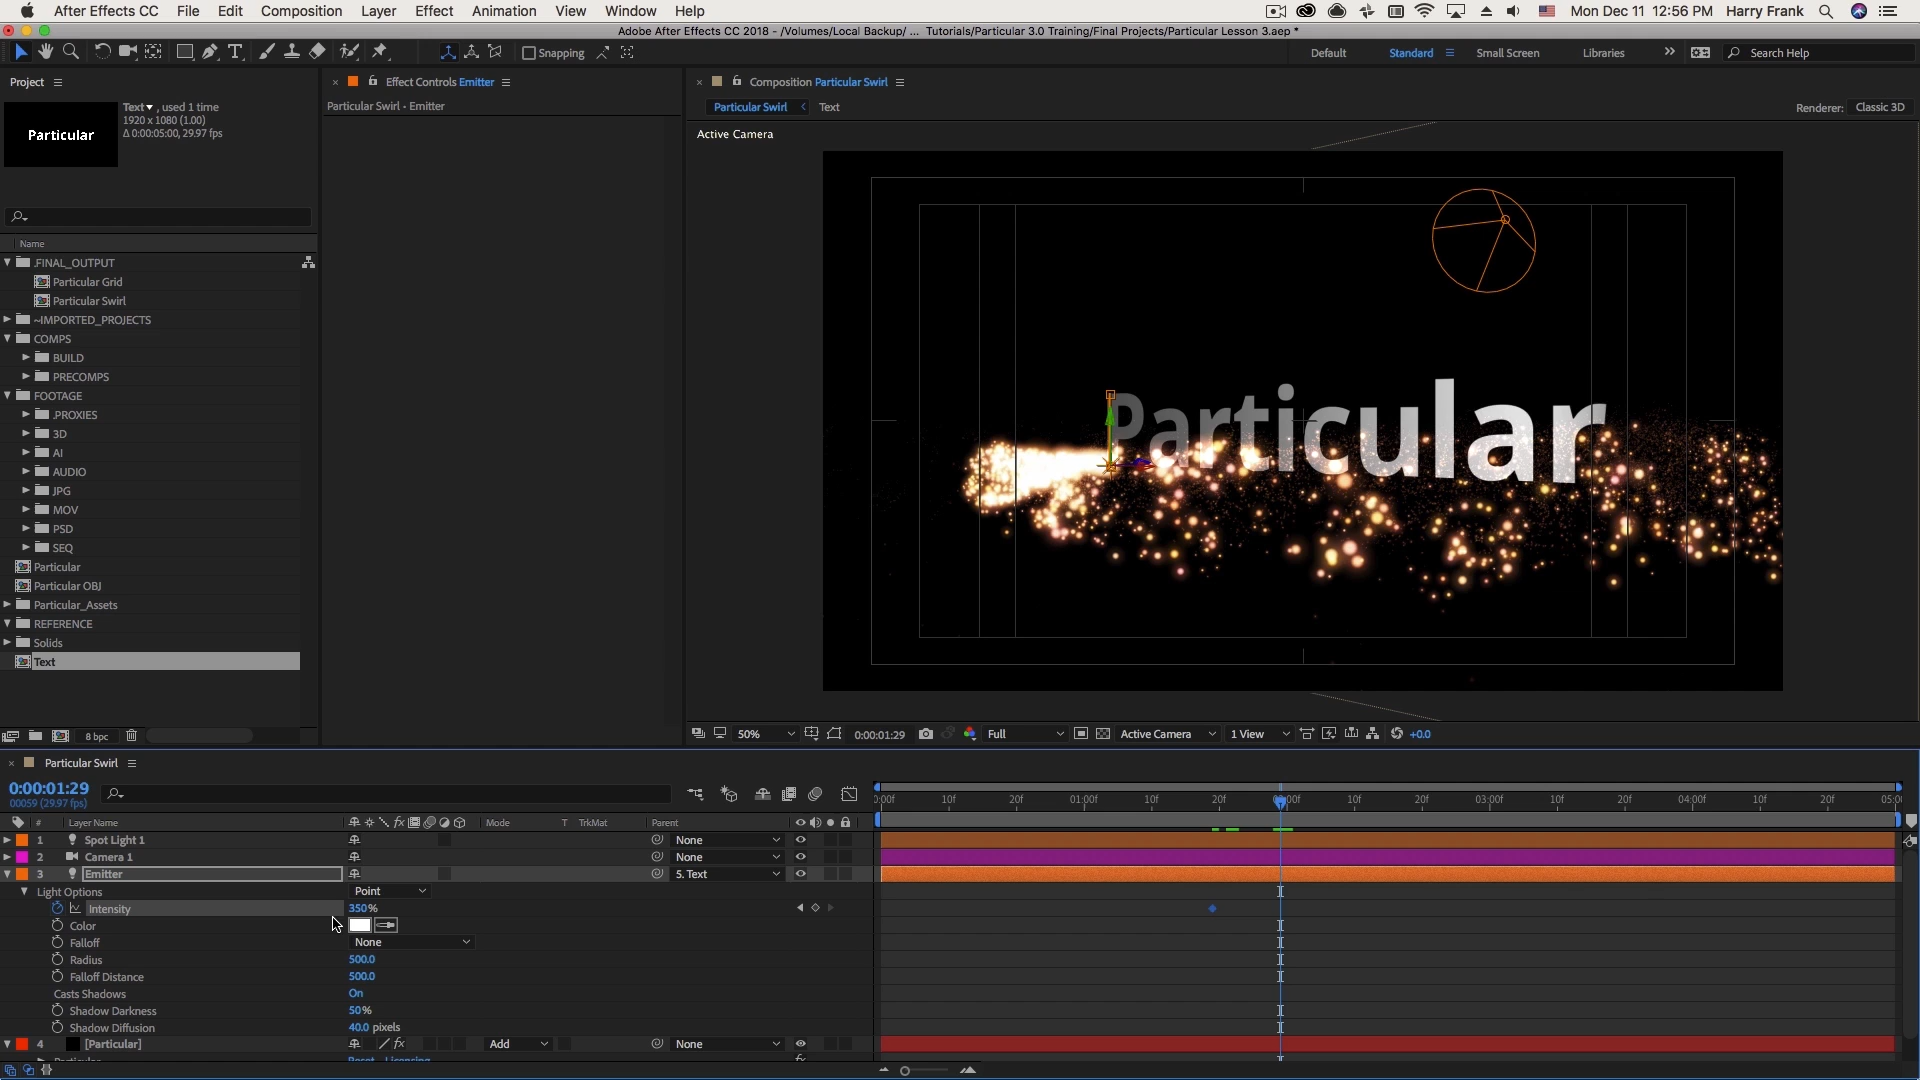 After Effects CC File Edit Composition Layer Effect Animation View Window Help Mon Dec 11 12:56 PM Harry Frank
Adobe After Effects CC 2018 - /Volumes/Local Backup/ ... Tutorials/Particular 3.0 Training/Final Projects/Particular Lesson 3.aep *
Snapping Default Standard Small Screen Libraries Search Help
Project Effect Controls Emitter Composition Particular Swirl
Particular Swirl • Emitter
Particular Swirl Text Renderer: Classic 3D
Text , used 1 time
1920 x 1080 (1.00)
Δ 0:00:05:00, 29.97 fps
Particular
Active Camera
Particular
Name
.FINAL_OUTPUT
Particular Grid
Particular Swirl
~IMPORTED_PROJECTS
COMPS
BUILD
PRECOMPS
FOOTAGE
.PROXIES
3D
AI
AUDIO
JPG
MOV
PSD
SEQ
Particular
Particular OBJ
Particular_Assets
REFERENCE
Solids
Text
8 bpc
50% 0:00:01:29 Full Active Camera 1 View +0.0
Particular Swirl
0:00:01:29
00059 (29.97 fps)
:00f 10f 20f 01:00f 10f 20f 10f 20f 03:00f 10f 20f 04:00f 10f 20f 05:0
# Layer Name fx Mode T TrkMat Parent
1 Spot Light 1 None
2 Camera 1 None
3 Emitter 5. Text
Light Options Point
Intensity 350%
Color
Falloff None
Radius 500.0
Falloff Distance 500.0
Casts Shadows On
Shadow Darkness 50%
Shadow Diffusion 40.0 pixels
4 [Particular] fx Add None
Particular Reset Licensing...